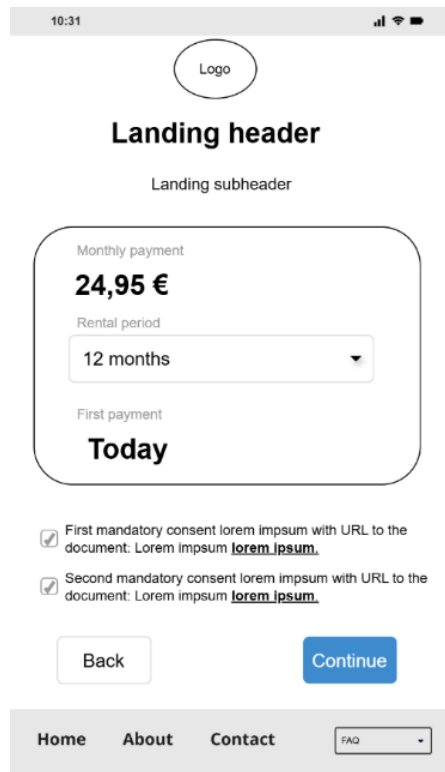 10:31
Logo
Landing header
Landing subheader
Monthly payment
24,95 €
Rental period
12 months
First payment
Today
First mandatory consent lorem impsum with URL to the
document: Lorem impsum lorem ipsum.
Second mandatory consent lorem impsum with URL to the
document: Lorem impsum lorem ipsum.
Back
Continue
Home About Contact FAQ